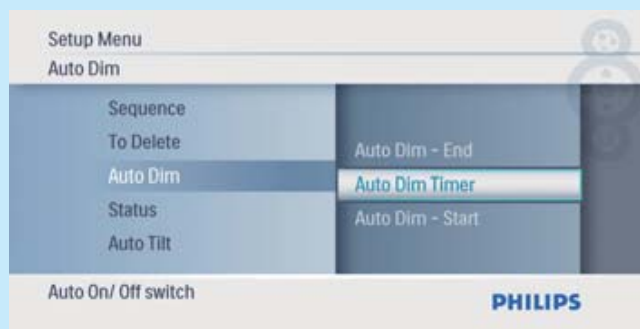 Setup Menu
Auto Dim
Sequence
To Delete
Auto Dim
Status
Auto Tilt
Auto Dim - End
Auto Dim Timer
Auto Dim - Start
Auto On/ Off switch
PHILIPS